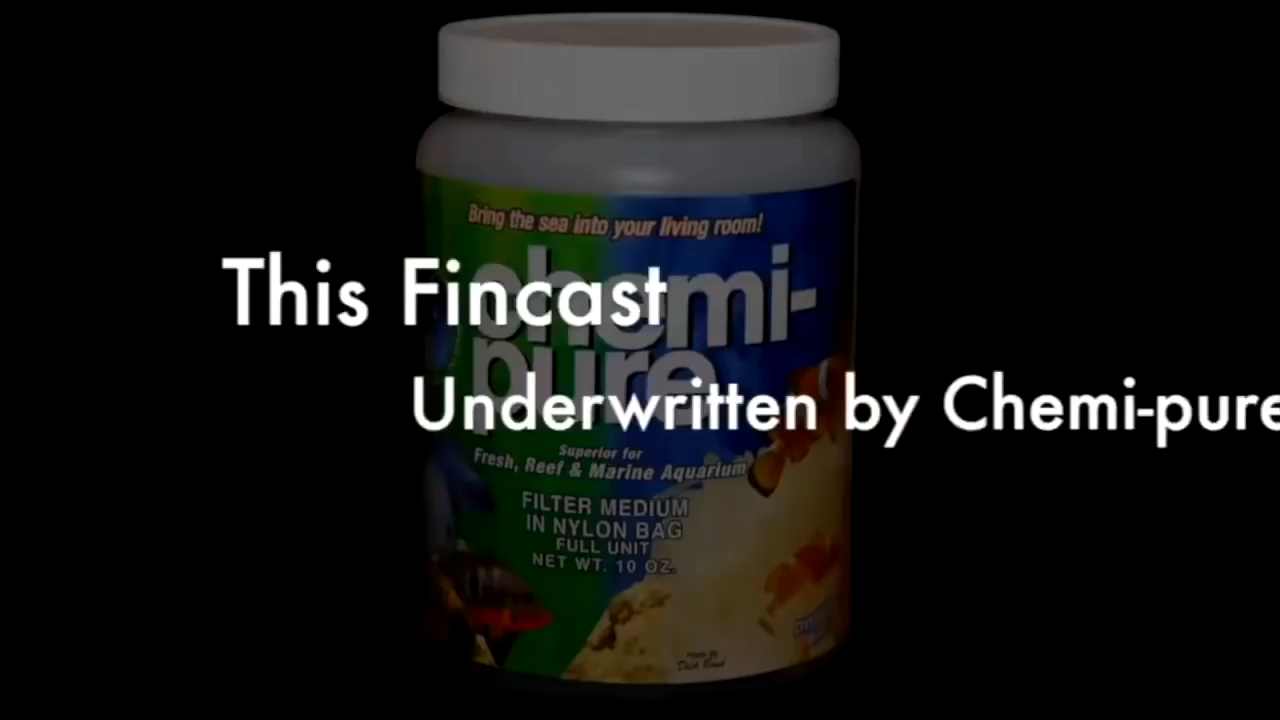 Bring the sea into your living room!
This Fincast
chemi-
pure
Underwritten by Chemi-pure
Superior for
Fresh, Reef & Marine Aquarium
FILTER MEDIUM
IN NYLON BAG
FULL UNIT
NET WT. 10 OZ.